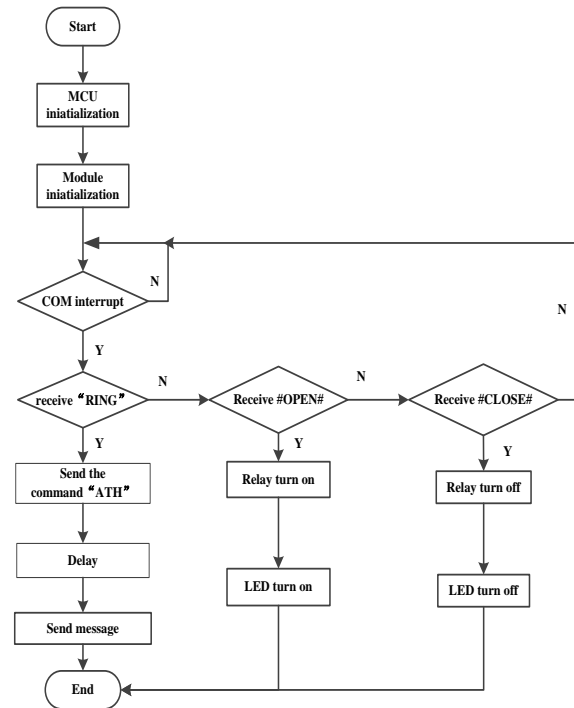 Start
MCU
iniatialization
Module
iniatialization
N
COM interrupt
N
Y
receive “RING”
N
Receive #OPEN#
N
Receive #CLOSE#
Y
Y
Y
Send the
command “ATH”
Relay turn on
Relay turn off
Delay
LED turn on
LED turn off
Send message
End